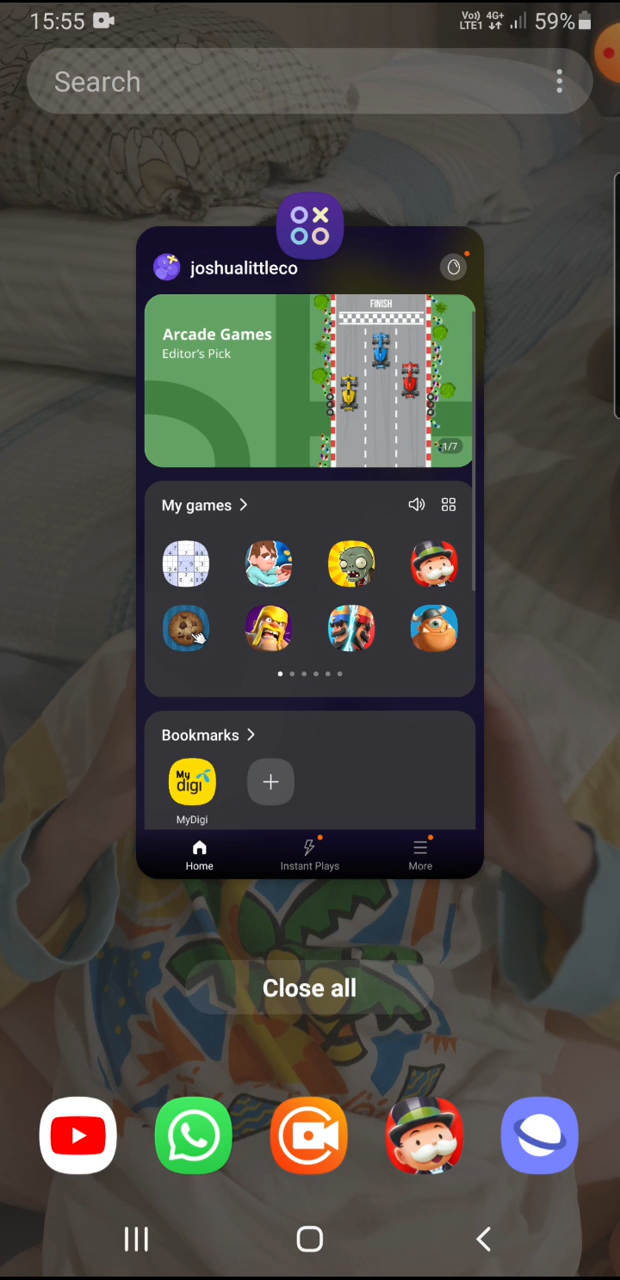 15:55
Vo)) 4G+
LTE1
59%
Search
joshualittleco
FINISH
Arcade Games
Editor's Pick
1/7
My games
Bookmarks
My
digi
MyDigi
Home
Instant Plays
More
Close all